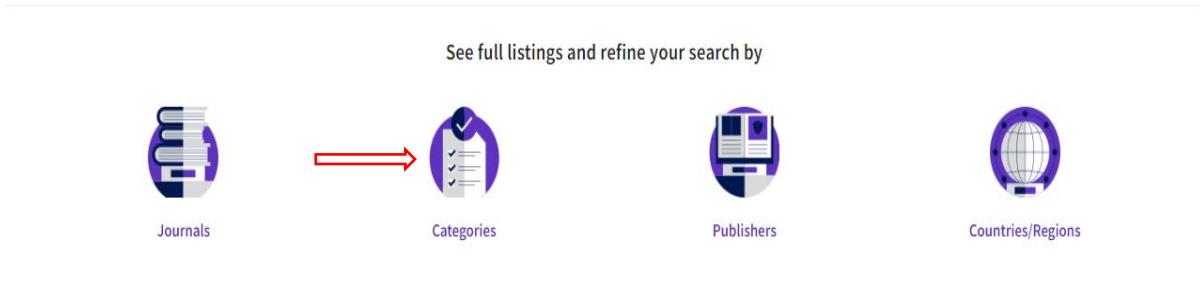 See full listings and refine your search by
Journals
Categories
Publishers
Countries/Regions